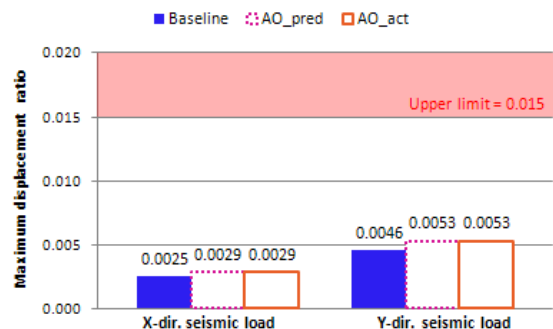 Baseline AO_pred AO_act
Maximum displacement ratio
0.020
0.015
0.010
0.005
0.000
Upper limit = 0.015
0.0025 0.0029 0.0029
0.0046 0.0053 0.0053
X-dir. seismic load Y-dir. seismic load